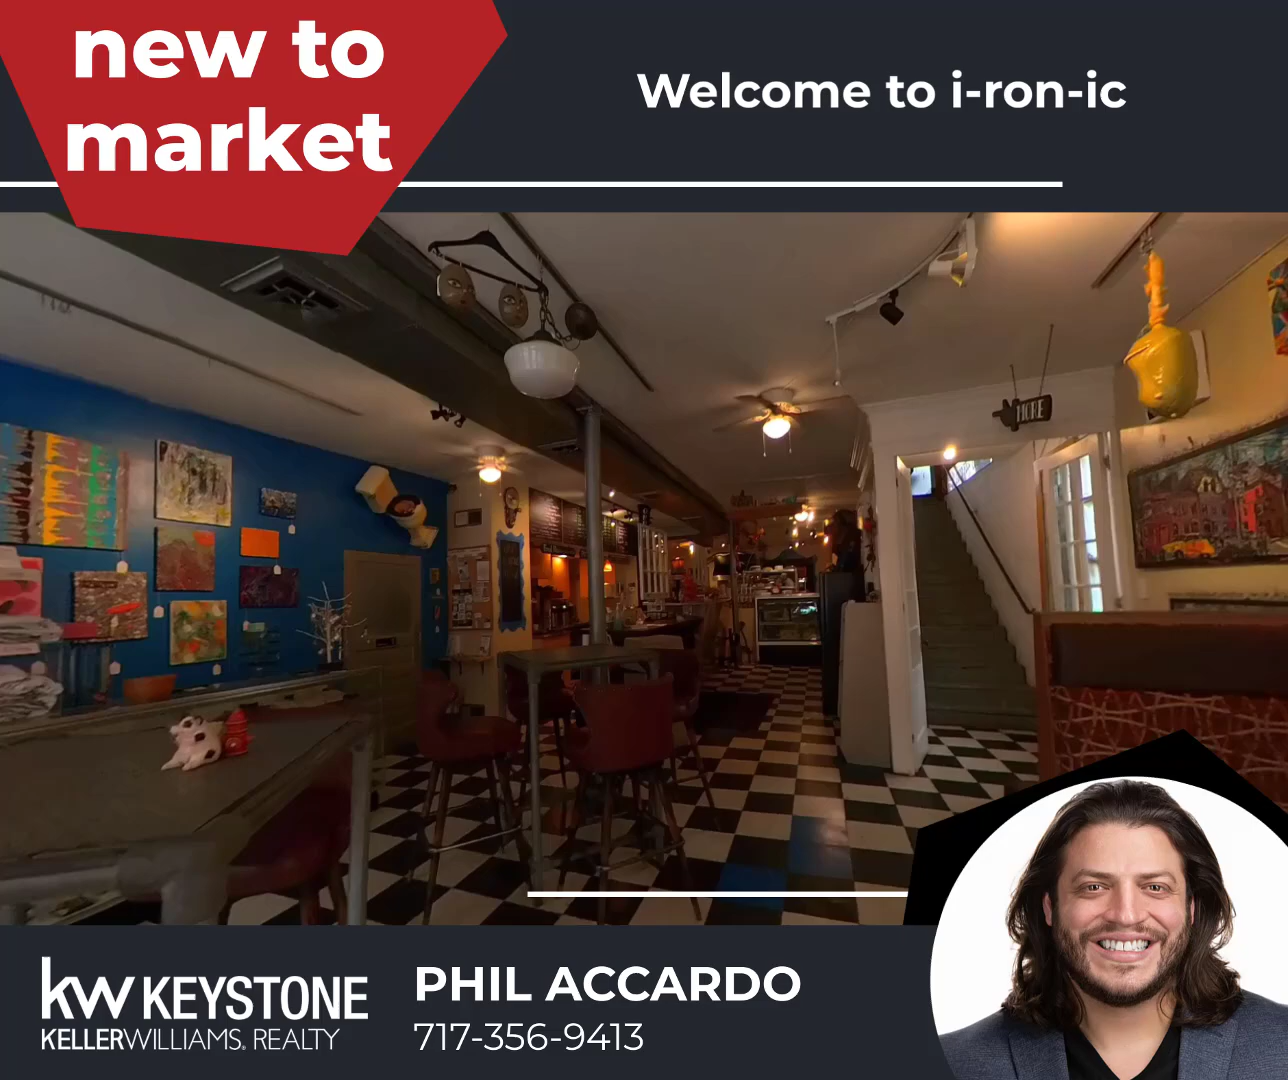 new to
market
Welcome to i-ron-ic
MORE
kw KEYSTONE
KELLERWILLIAMS. REALTY
PHIL ACCARDO
717-356-9413